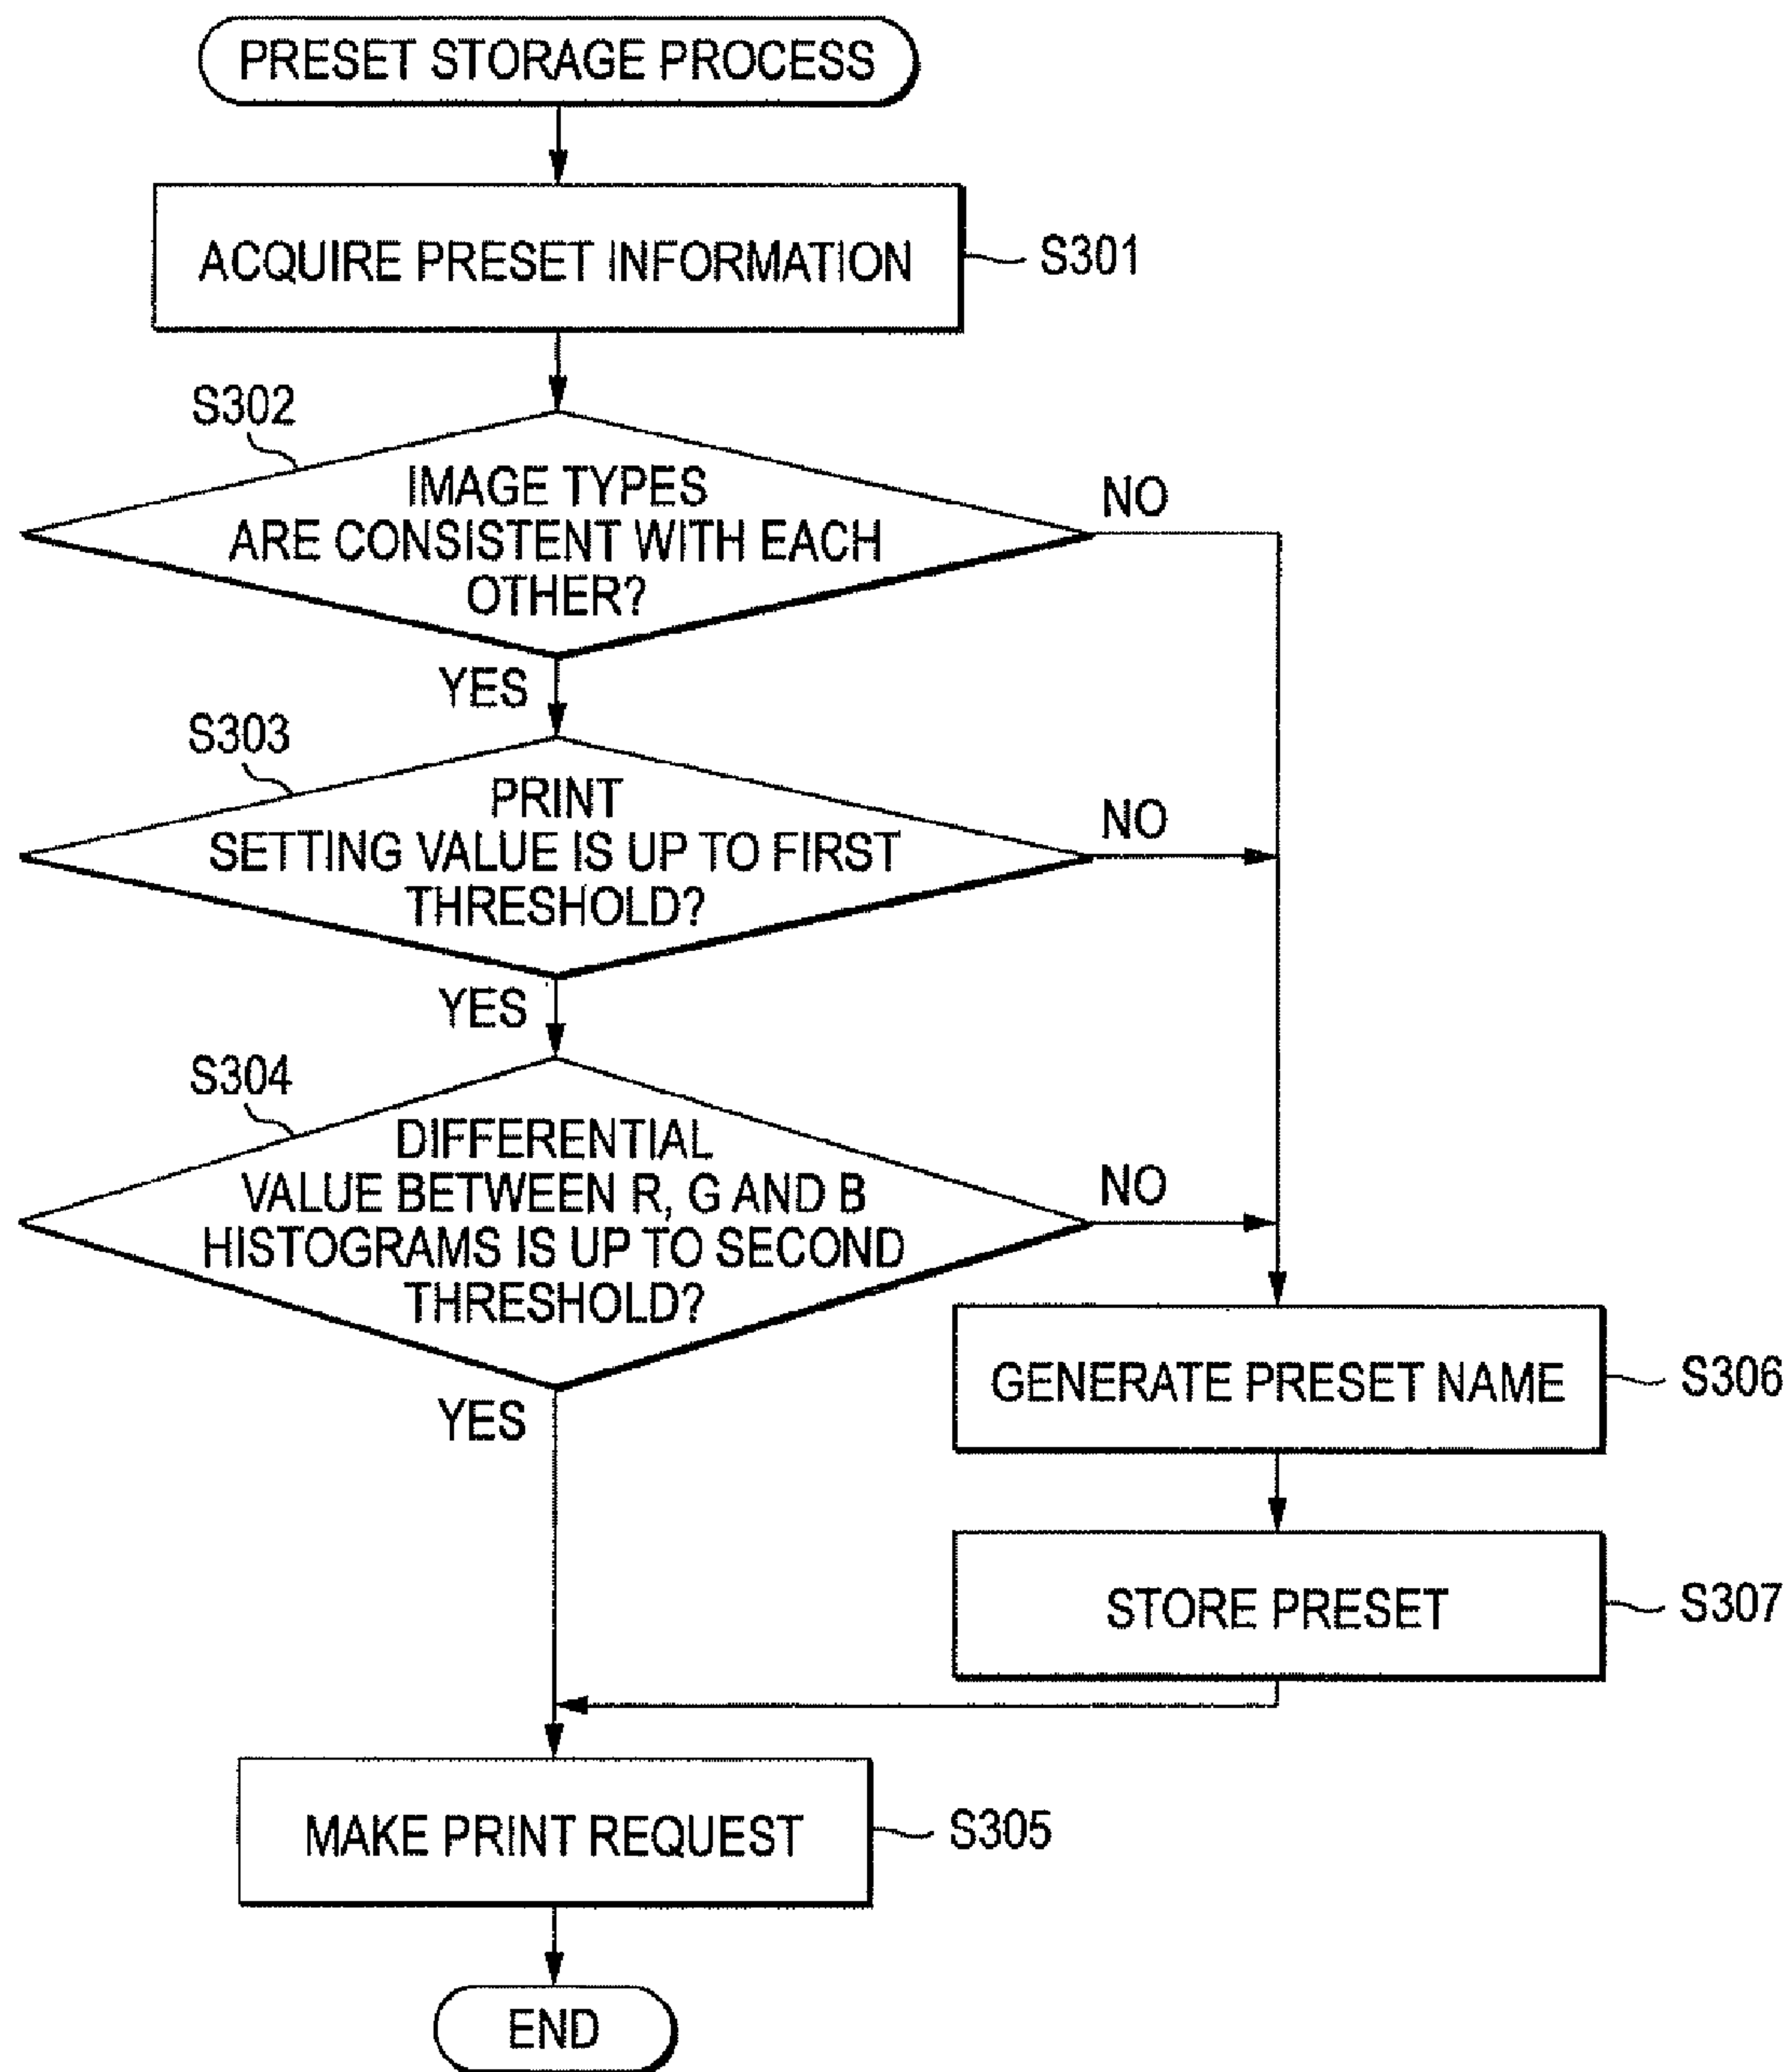 PRESET STORAGE PROCESS
ACQUIRE PRESET INFORMATION
S301
S302
IMAGE TYPES
ARE CONSISTENT WITH EACH
OTHER?
NO
YES
S303
PRINT
SETTING VALUE IS UP TO FIRST
THRESHOLD?
NO
YES
S304
DIFFERENTIAL
VALUE BETWEEN R, G AND B
HISTOGRAMS IS UP TO SECOND
THRESHOLD?
NO
YES
GENERATE PRESET NAME
S306
STORE PRESET
S307
MAKE PRINT REQUEST
S305
END